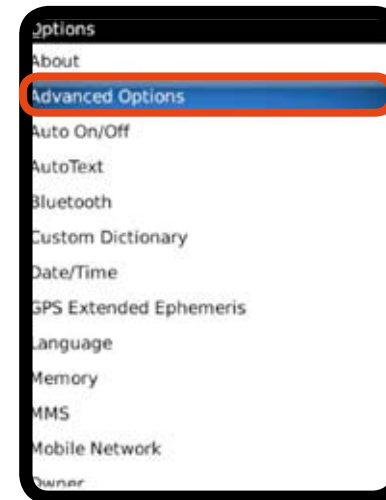 Options
About
Advanced Options
Auto On/Off
AutoText
Bluetooth
Custom Dictionary
Date/Time
GPS Extended Ephemeris
Language
Memory
MMS
Mobile Network
Owner